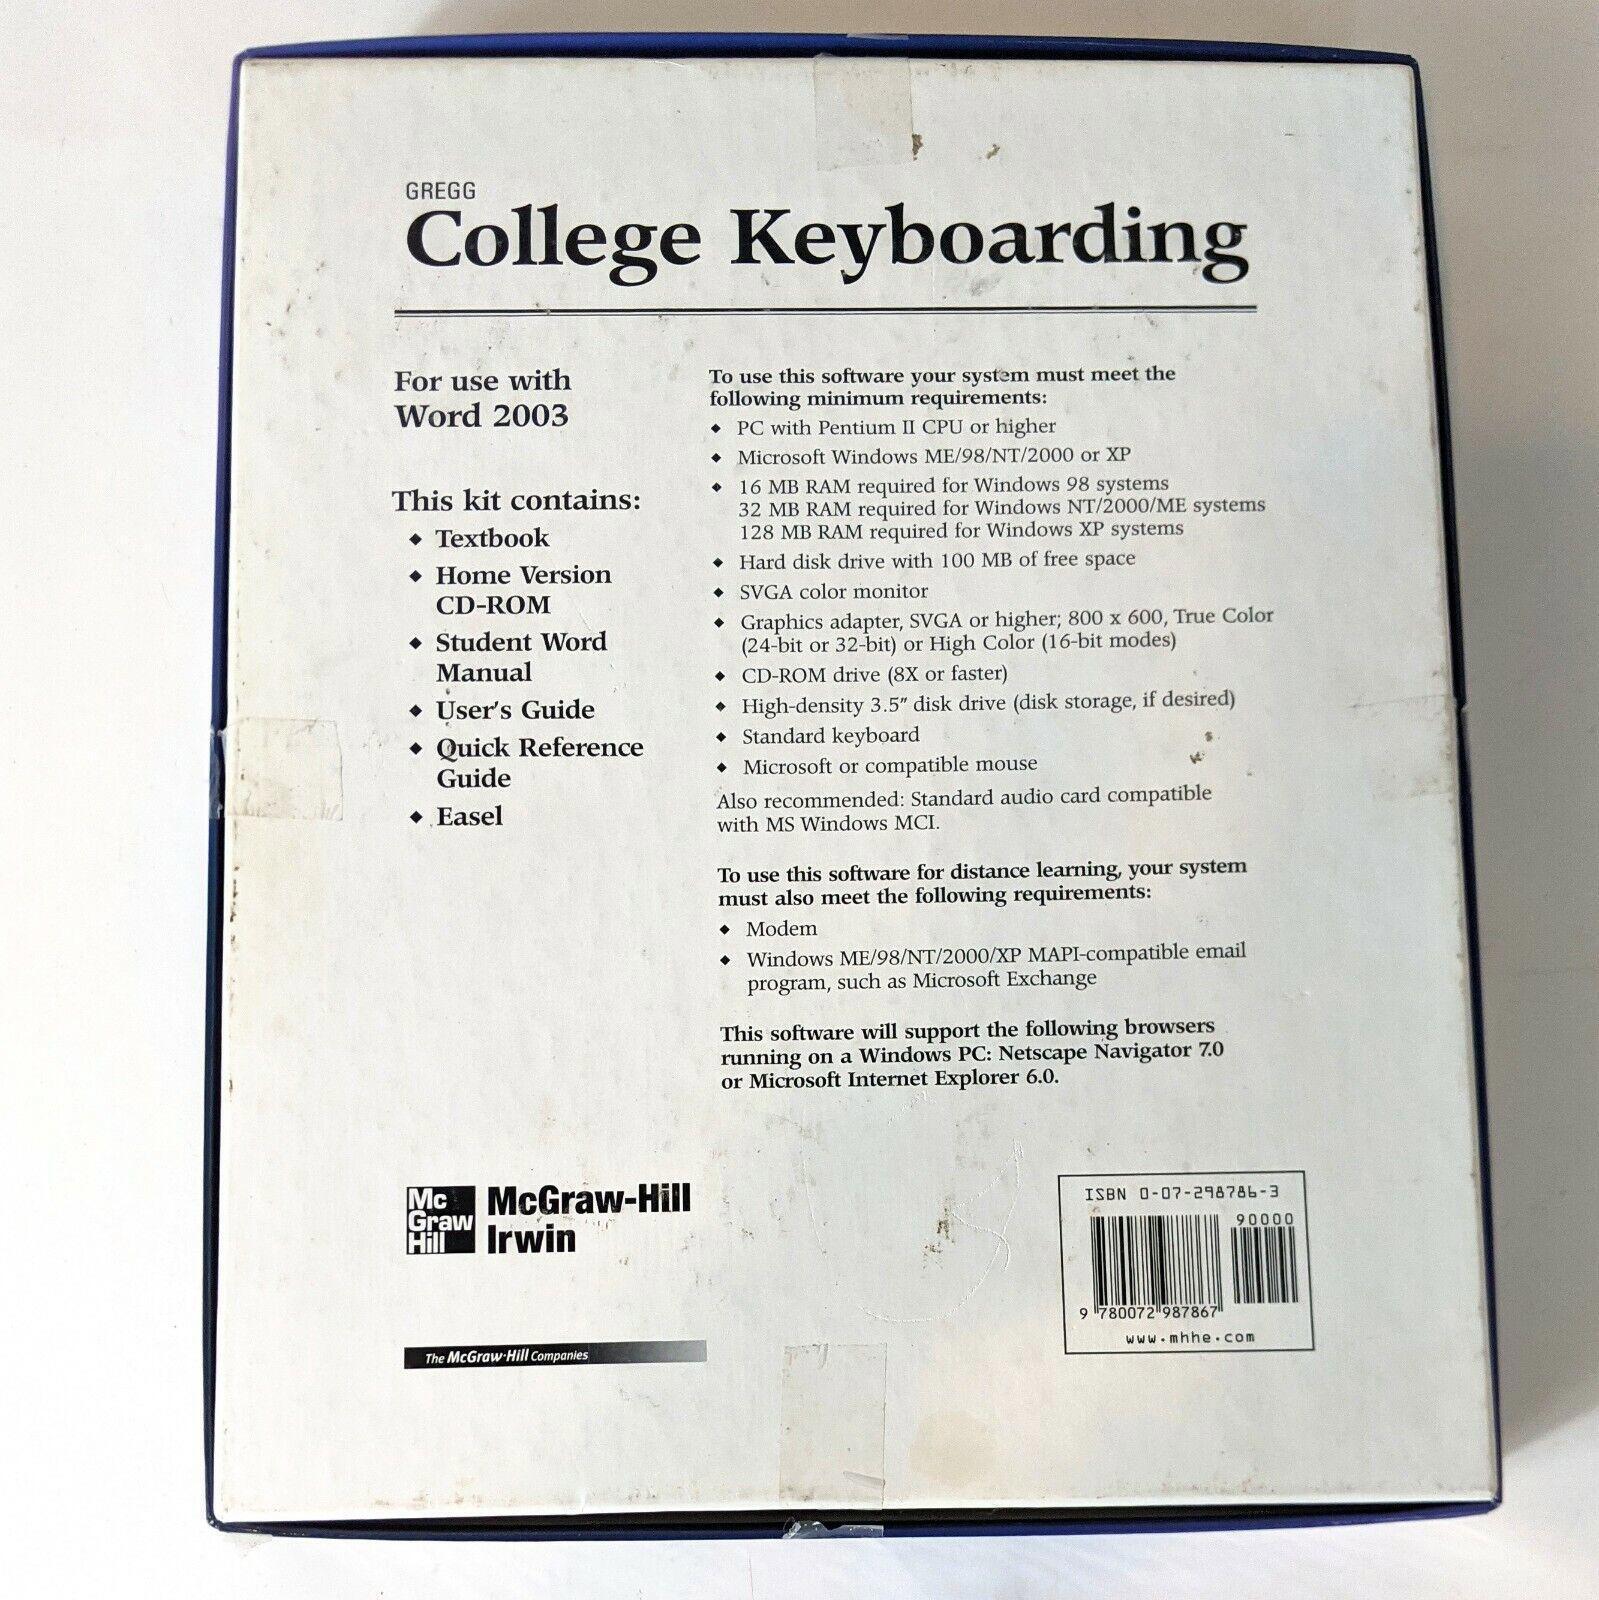 GREGG
College Keyboarding
For use with
Word 2003
This kit contains:
◆ Textbook
◆ Home Version
CD-ROM
◆ Student Word
Manual
◆ User's Guide
◆ Quick Reference
Guide
◆ Easel
To use this software your system must meet the
following minimum requirements:
◆ PC with Pentium II CPU or higher
◆ Microsoft Windows ME/98/NT/2000 or XP
◆ 16 MB RAM required for Windows 98 systems
32 MB RAM required for Windows NT/2000/ME systems
128 MB RAM required for Windows XP systems
◆ Hard disk drive with 100 MB of free space
◆ SVGA color monitor
◆ Graphics adapter, SVGA or higher; 800 x 600, True Color
(24-bit or 32-bit) or High Color (16-bit modes)
◆ CD-ROM drive (8X or faster)
◆ High-density 3.5″ disk drive (disk storage, if desired)
◆ Standard keyboard
◆ Microsoft or compatible mouse
Also recommended: Standard audio card compatible
with MS Windows MCI.
To use this software for distance learning, your system
must also meet the following requirements:
◆ Modem
◆ Windows ME/98/NT/2000/XP MAPI-compatible email
program, such as Microsoft Exchange
This software will support the following browsers
running on a Windows PC: Netscape Navigator 7.0
or Microsoft Internet Explorer 6.0.
Mc
Graw
Hill
McGraw-Hill
Irwin
The McGraw·Hill Companies
ISBN 0-07-298786-3
90000
9 780072 987867
www.mhhe.com